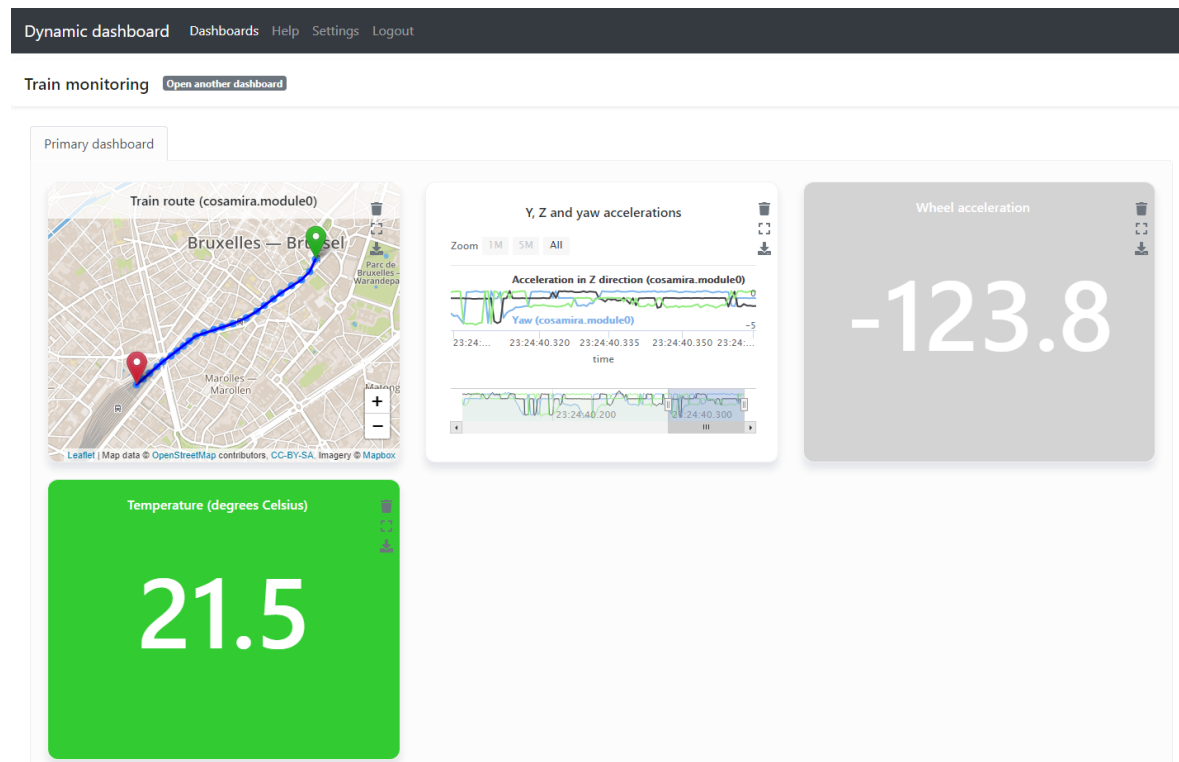 Dynamic dashboard Dashboards Help Settings Logout
Train monitoring Open another dashboard
Primary dashboard
Train route (cosamira.module0)
Bruxelles — Br sel
Parc de
Bruxelles -
Warandepa
Marolles —
Marollen
Marong
+
−
Leaflet | Map data © OpenStreetMap contributors, CC-BY-SA, Imagery © Mapbox
Y, Z and yaw accelerations
Zoom 1M 5M All
Acceleration in Z direction (cosamira.module0)
0
Yaw (cosamira.module0)
-5
23:24:... 23:24:40.320 23:24:40.335 23:24:40.350 23:24:...
time
23:24:40.200 23:24:40.300
Wheel acceleration
-123.8
Temperature (degrees Celsius)
21.5